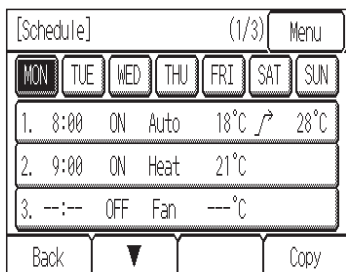 [Schedule] (1/3) Menu
MON TUE WED THU FRI SAT SUN
1. 8:00 ON Auto 18°C 28°C
2. 9:00 ON Heat 21°C
3. --:-- OFF Fan ---°C
Back ▼ Copy